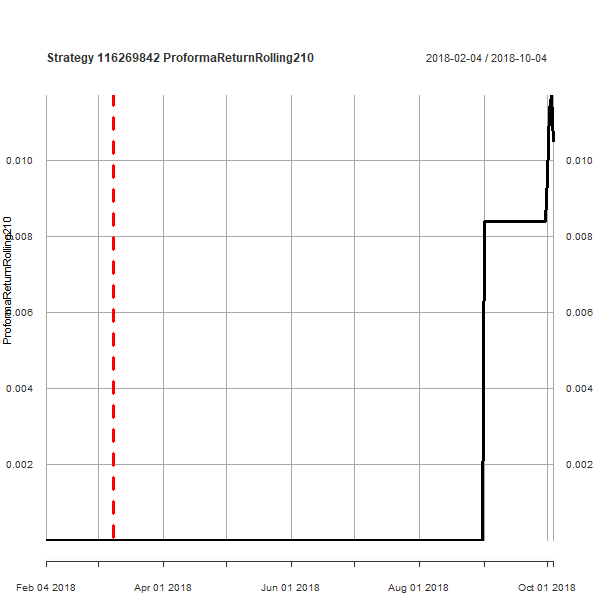 Strategy 116269842 ProformaReturnRolling210
2018-02-04 / 2018-10-04
ProformaReturnRolling210
0.010 0.010
0.008 0.008
0.006 0.006
0.004 0.004
0.002 0.002
Feb 04 2018 Apr 01 2018 Jun 01 2018 Aug 01 2018 Oct 01 2018